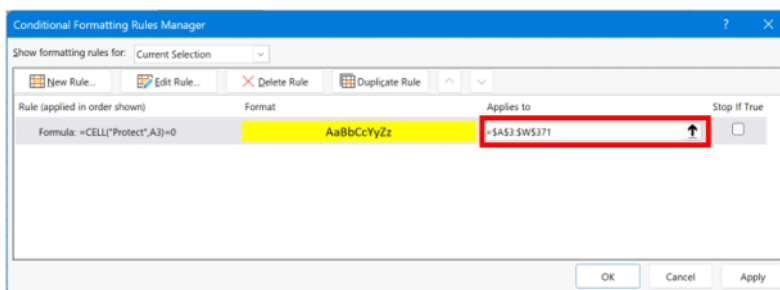 Conditional Formatting Rules Manager ? ×
Show formatting rules for: Current Selection
New Rule... Edit Rule... Delete Rule Duplicate Rule
Rule (applied in order shown) Format Applies to Stop If True
Formula: =CELL("Protect",A3)=0 AaBbCcYyZz =$A$3:$W$371
OK Cancel Apply